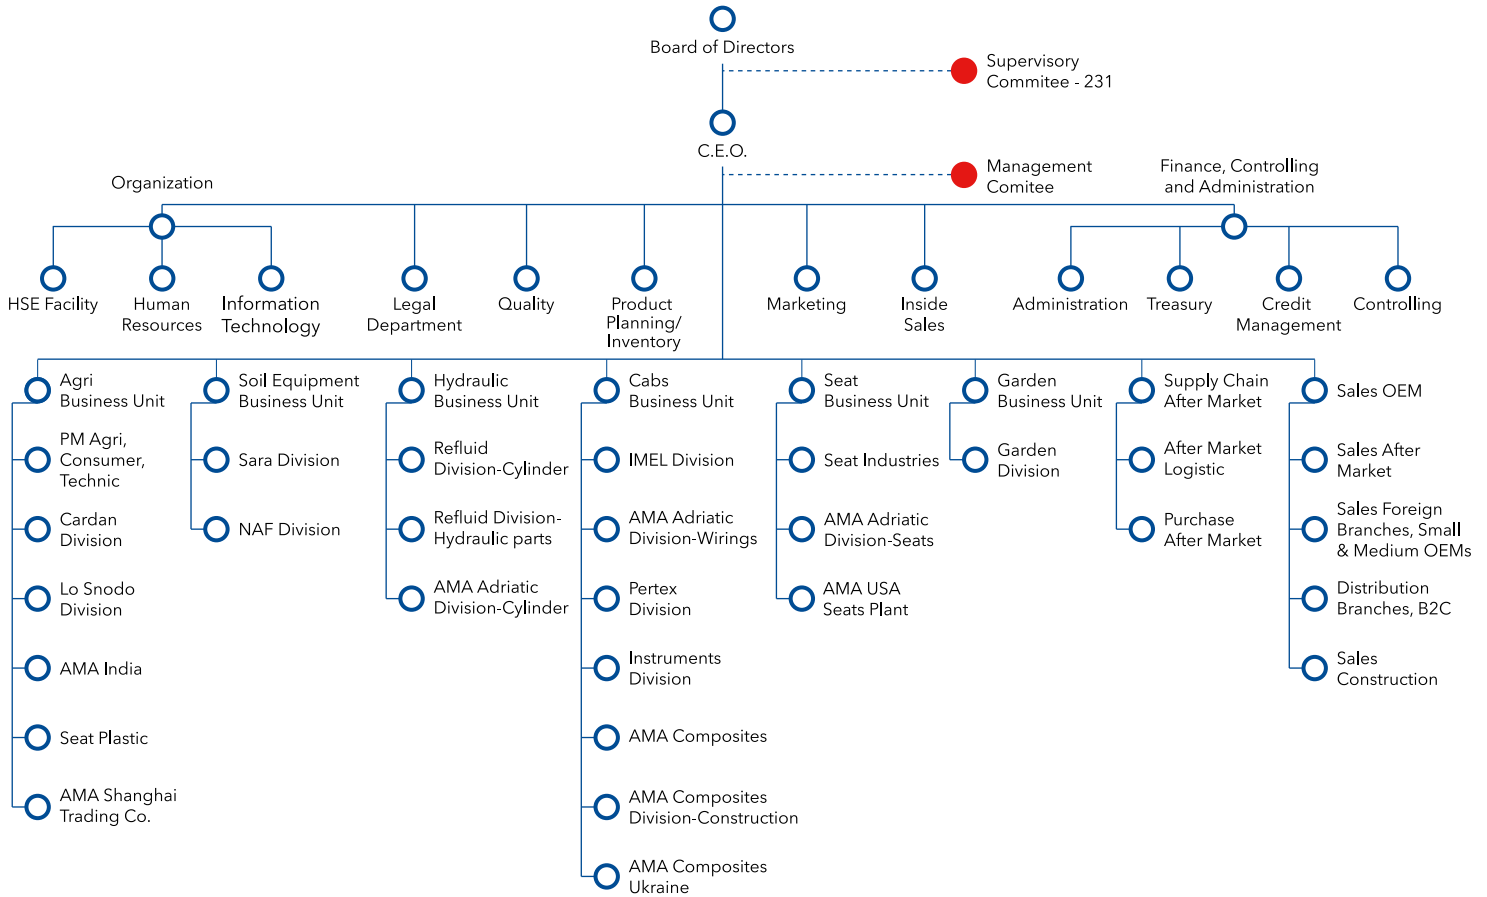 Board of Directors
Supervisory
Commitee - 231
C.E.O.
Management
Comitee
Organization
Finance, Controlling
and Administration
HSE Facility
Human
Resources
Information
Technology
Legal
Department
Quality
Product
Planning/
Inventory
Marketing
Inside
Sales
Administration
Treasury
Credit
Management
Controlling
Agri
Business Unit
PM Agri,
Consumer,
Technic
Cardan
Division
Lo Snodo
Division
AMA India
Seat Plastic
AMA Shanghai
Trading Co.
Soil Equipment
Business Unit
Sara Division
NAF Division
Hydraulic
Business Unit
Refluid
Division-Cylinder
Refluid Division-
Hydraulic parts
AMA Adriatic
Division-Cylinder
Cabs
Business Unit
IMEL Division
AMA Adriatic
Division-Wirings
Pertex
Division
Instruments
Division
AMA Composites
AMA Composites
Division-Construction
AMA Composites
Ukraine
Seat
Business Unit
Seat Industries
AMA Adriatic
Division-Seats
AMA USA
Seats Plant
Garden
Business Unit
Garden
Division
Supply Chain
After Market
After Market
Logistic
Purchase
After Market
Sales OEM
Sales After
Market
Sales Foreign
Branches, Small
& Medium OEMs
Distribution
Branches, B2C
Sales
Construction